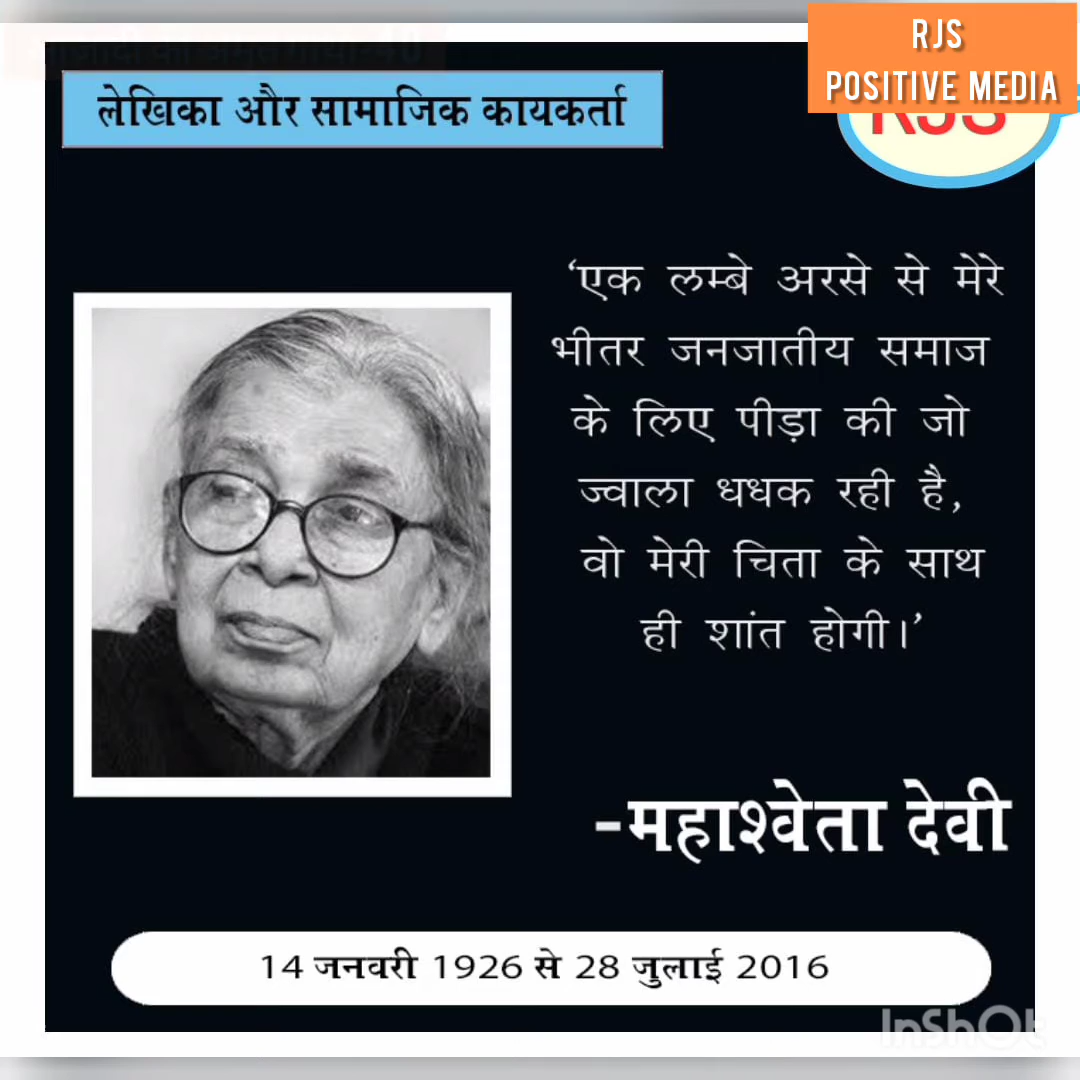 RJS
POSITIVE MEDIA
RJS
लेखिका और सामाजिक कायकर्ता
‘एक लम्बे अरसे से मेरे
भीतर जनजातीय समाज
के लिए पीड़ा की जो
ज्वाला धधक रही है,
वो मेरी चिता के साथ
ही शांत होगी।’
-महाश्वेता देवी
14 जनवरी 1926 से 28 जुलाई 2016
InShOt